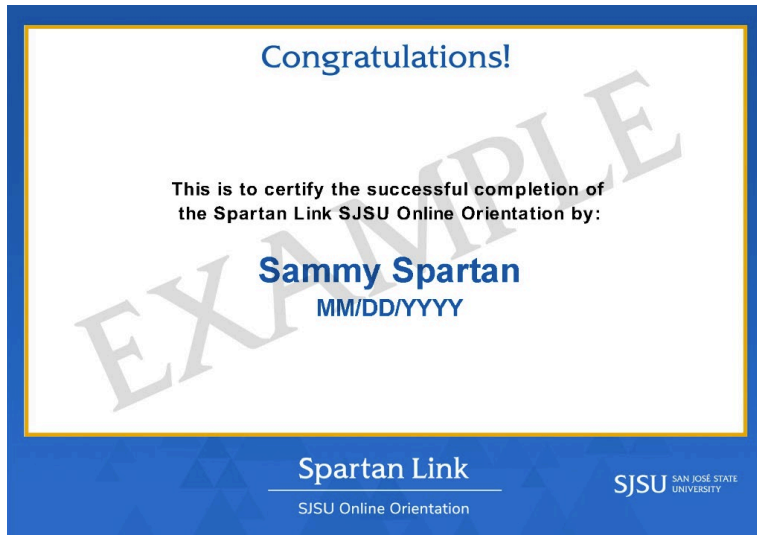 Congratulations!
EXAMPLE
This is to certify the successful completion of
the Spartan Link SJSU Online Orientation by:
Sammy Spartan
MM/DD/YYYY
Spartan Link
SJSU Online Orientation
SJSU SAN JOSÉ STATE
UNIVERSITY